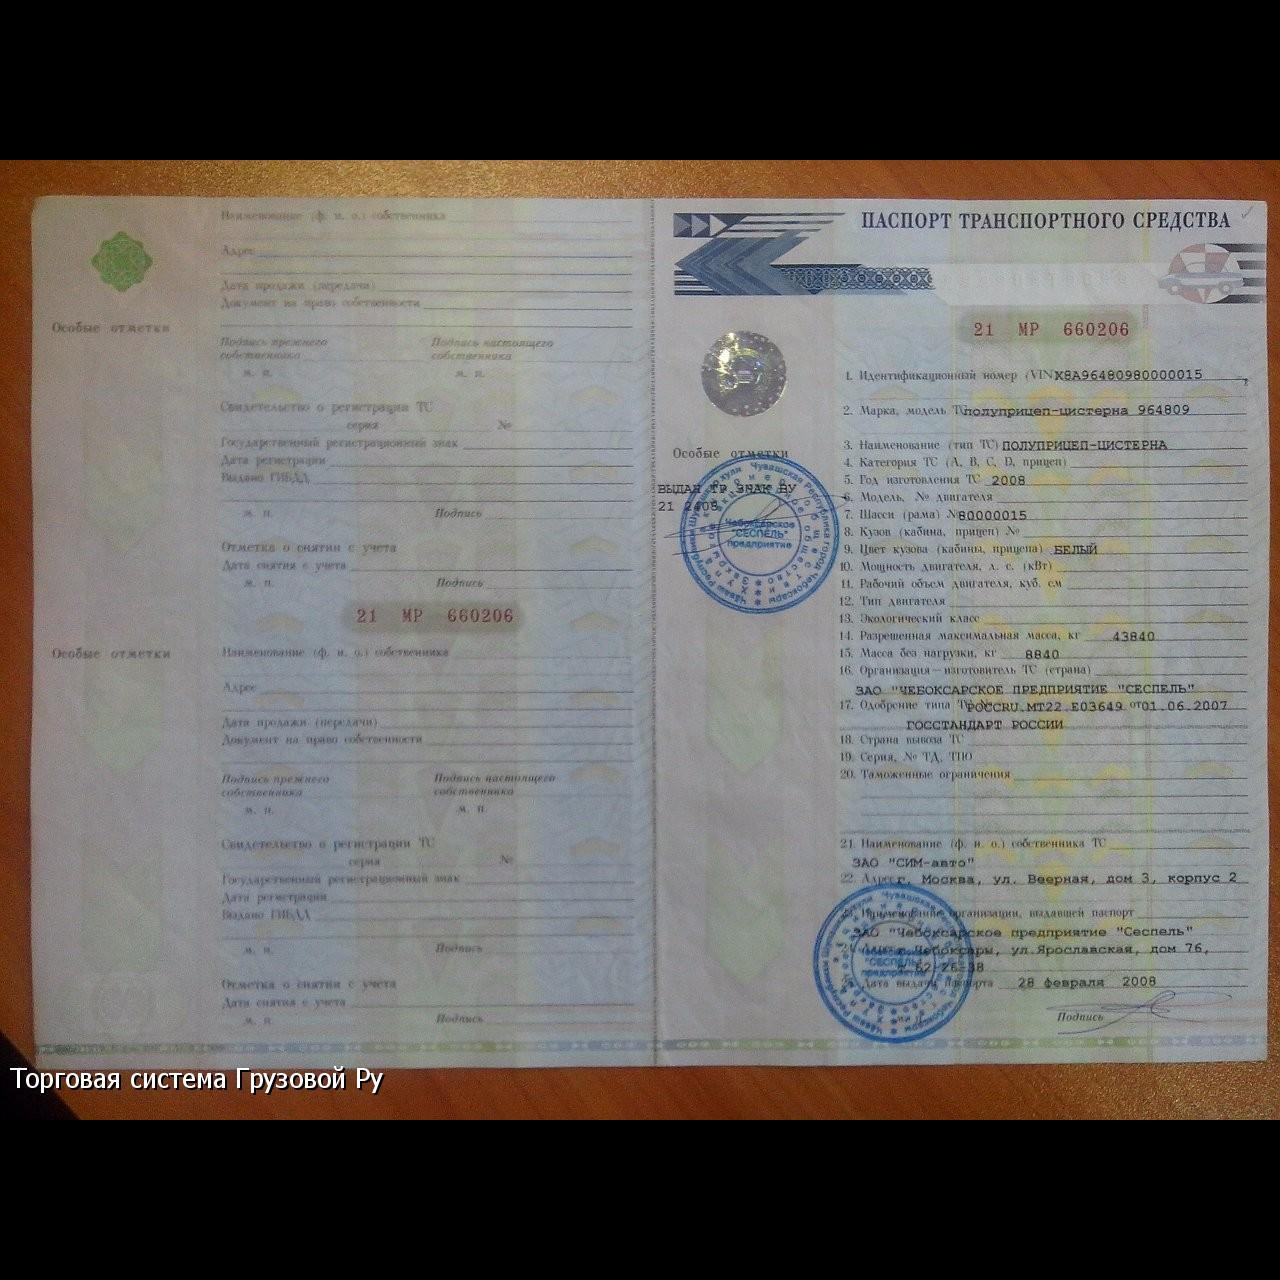 Наименование (ф. и. о.) собственника
Адрес
Дата продажи (передачи)
Документ на право собственности
Особые отметки
Подпись прежнего собственника
Подпись настоящего собственника
м. п.
м. п.
Свидетельство о регистрации ТС
серия №
Государственный регистрационный знак
Дата регистрации
Выдано ГИБДД
м. п. Подпись
Отметка о снятии с учета
Дата снятия с учета
м. п. Подпись
21 МР 660206
Особые отметки
Наименование (ф. и. о.) собственника
Адрес
Дата продажи (передачи)
Документ на право собственности
Подпись прежнего собственника
Подпись настоящего собственника
м. п.
м. п.
Свидетельство о регистрации ТС
серия №
Государственный регистрационный знак
Дата регистрации
Выдано ГИБДД
м. п. Подпись
Отметка о снятии с учета
Дата снятия с учета
м. п. Подпись
ПАСПОРТ ТРАНСПОРТНОГО СРЕДСТВА
21 МР 660206
Особые отметки
ВЫДАН ТР.ЗНАК ВУ
21 2408
Чебоксарское
"СЕСПЕЛЬ"
предприятие
1. Идентификационный номер (VIN) X8A96480980000015
2. Марка, модель ТС полуприцеп-цистерна 964809
3. Наименование (тип ТС) ПОЛУПРИЦЕП-ЦИСТЕРНА
4. Категория ТС (A, B, C, D, прицеп)
5. Год изготовления ТС 2008
6. Модель, № двигателя
7. Шасси (рама) № 80000015
8. Кузов (кабина, прицеп) №
9. Цвет кузова (кабины, прицепа) БЕЛЫЙ
10. Мощность двигателя, л. с. (кВт)
11. Рабочий объем двигателя, куб. см
12. Тип двигателя
13. Экологический класс
14. Разрешенная максимальная масса, кг 43840
15. Масса без нагрузки, кг 8840
16. Организация—изготовитель ТС (страна)
ЗАО "ЧЕБОКСАРСКОЕ ПРЕДПРИЯТИЕ "СЕСПЕЛЬ"
17. Одобрение типа ТС № РОССRU.МТ22.Е03649 от 01.06.2007
ГОССТАНДАРТ РОССИИ
18. Страна вывоза ТС
19. Серия, № ТД, ТПО
20. Таможенные ограничения
21. Наименование (ф. и. о.) собственника ТС
ЗАО "СИМ-авто"
22. Адрес г. Москва, ул. Веерная, дом 3, корпус 2
23. Наименование организации, выдавшей паспорт
ЗАО "Чебоксарское предприятие "Сеспель"
24. Адрес г.Чебоксары, ул.Ярославская, дом 76,
т 62-26-38
Дата выдачи паспорта 28 февраля 2008
Подпись
Торговая система Грузовой Ру